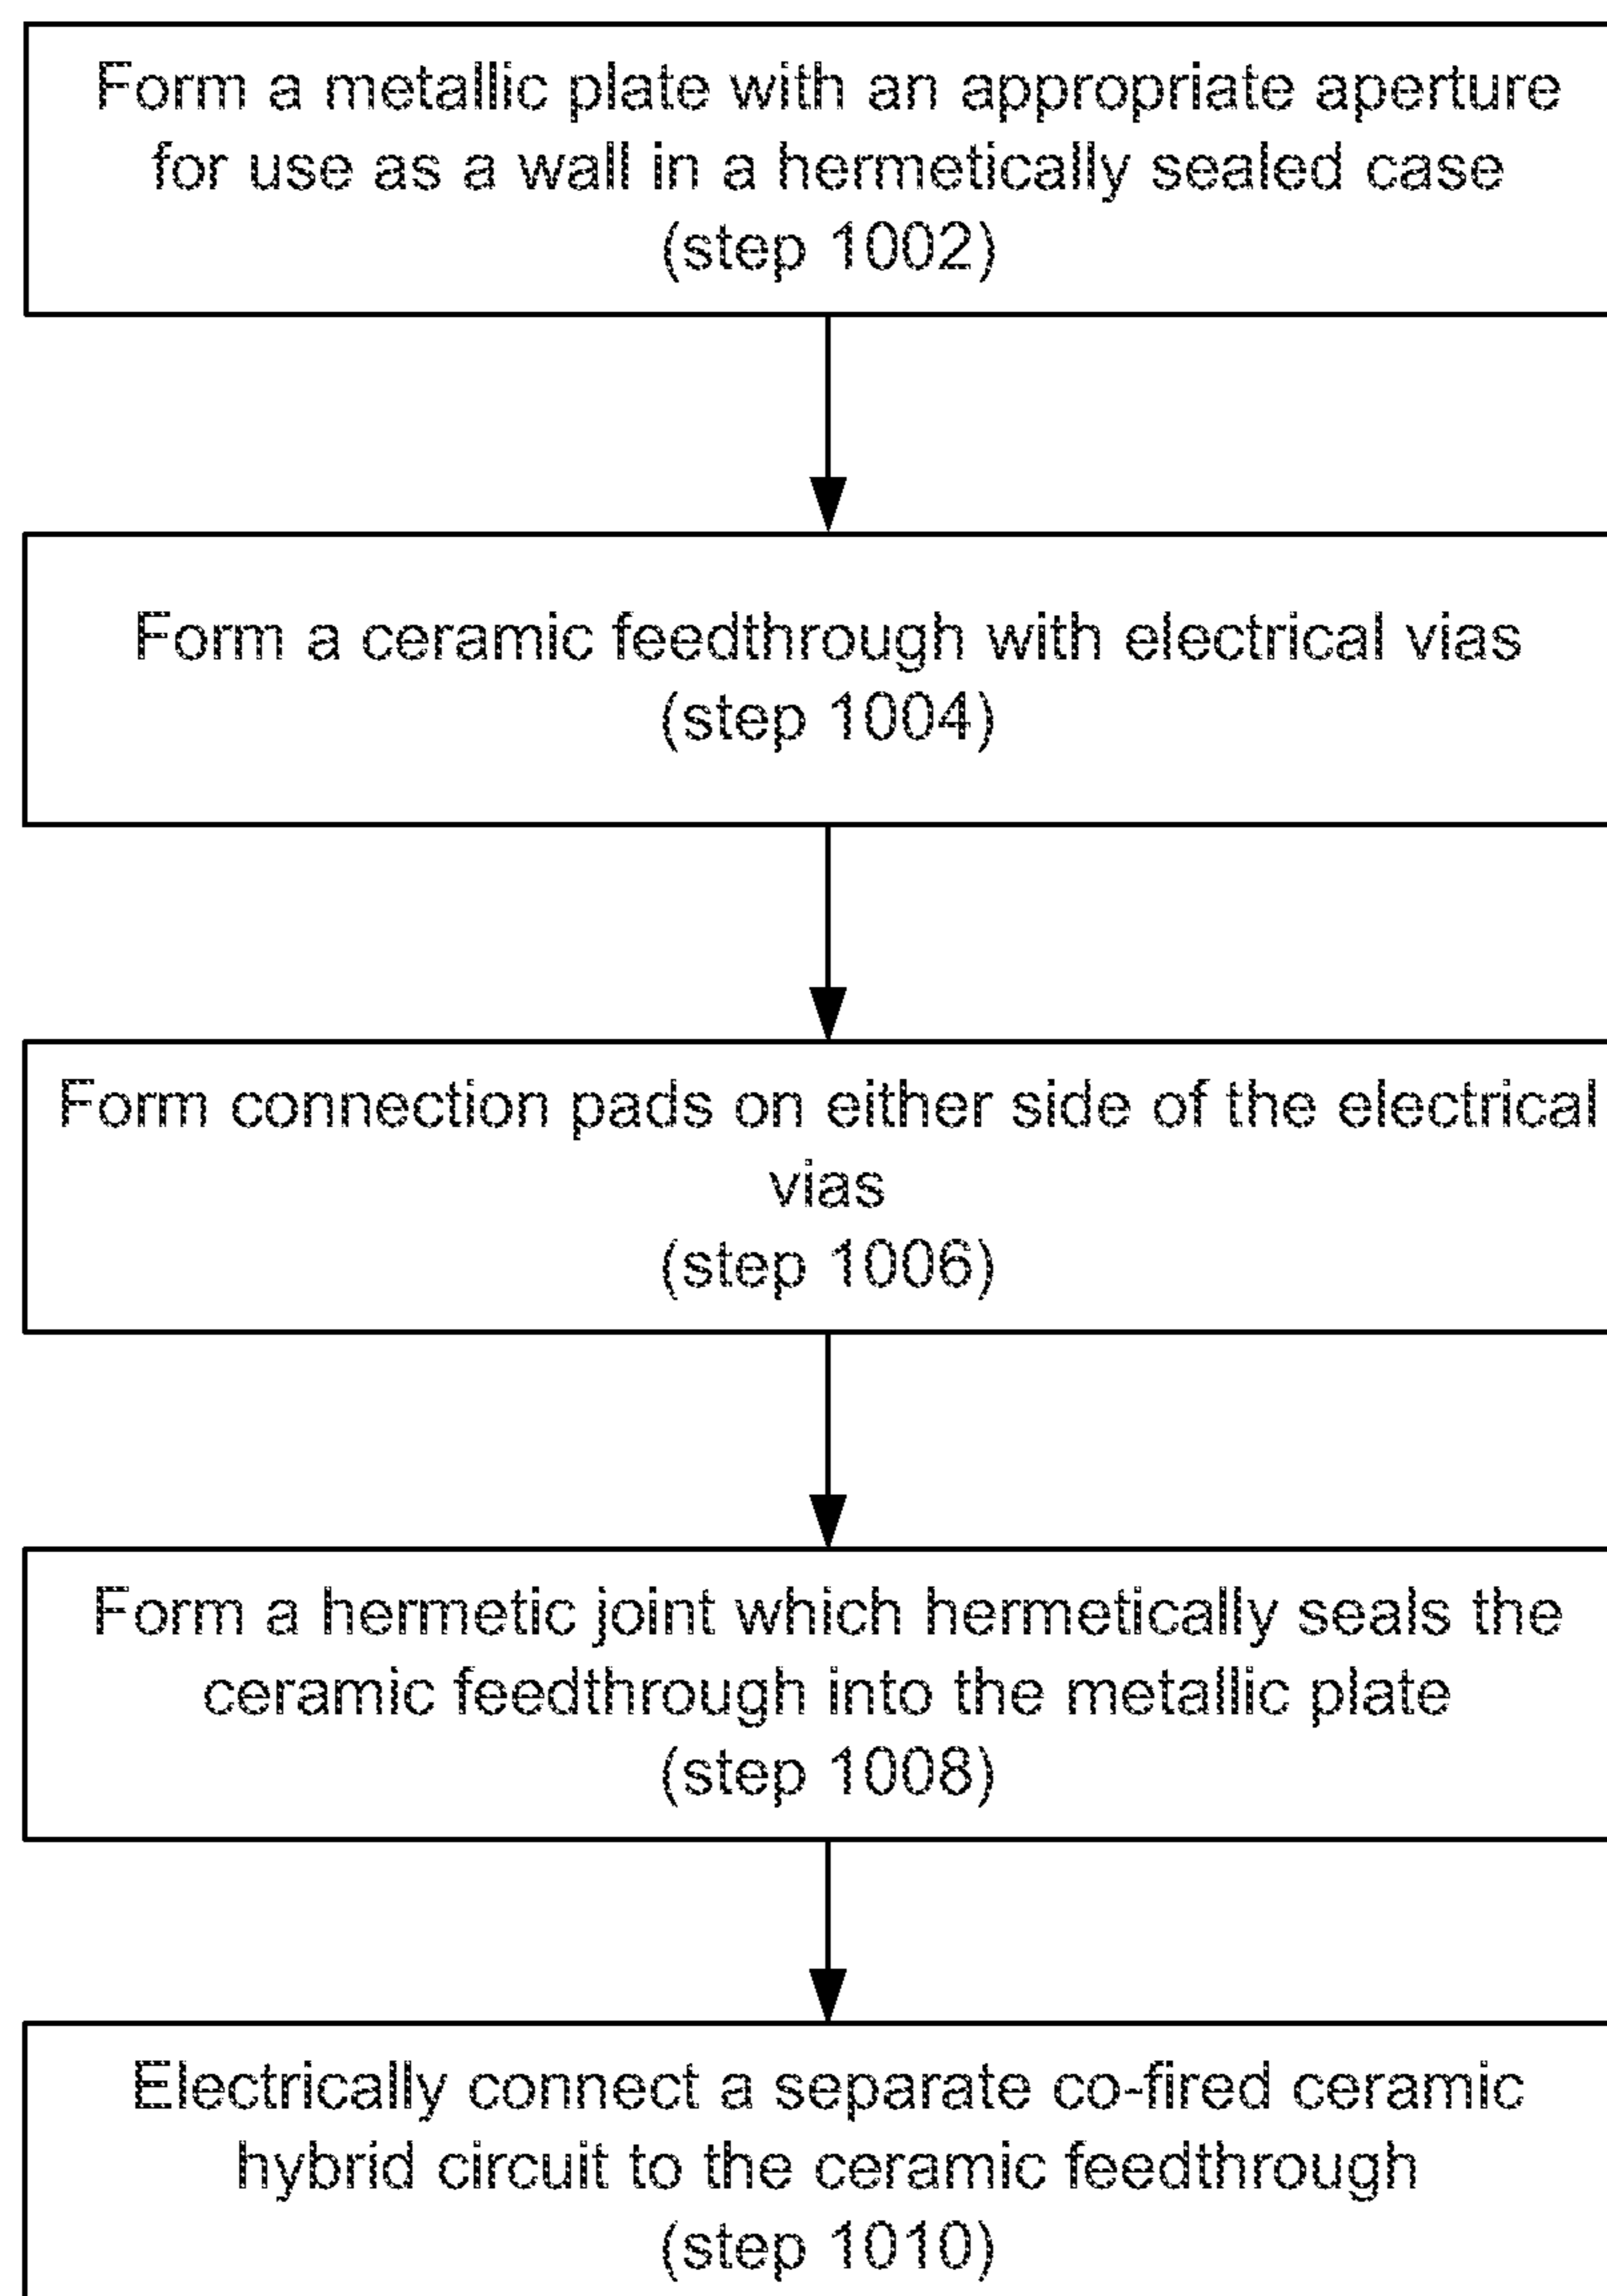 Form a metallic plate with an appropriate aperture
for use as a wall in a hermetically sealed case
(step 1002)
Form a ceramic feedthrough with electrical vias
(step 1004)
Form connection pads on either side of the electrical
vias
(step 1006)
Form a hermetic joint which hermetically seals the
ceramic feedthrough into the metallic plate
(step 1008)
Electrically connect a separate co-fired ceramic
hybrid circuit to the ceramic feedthrough
(step 1010)